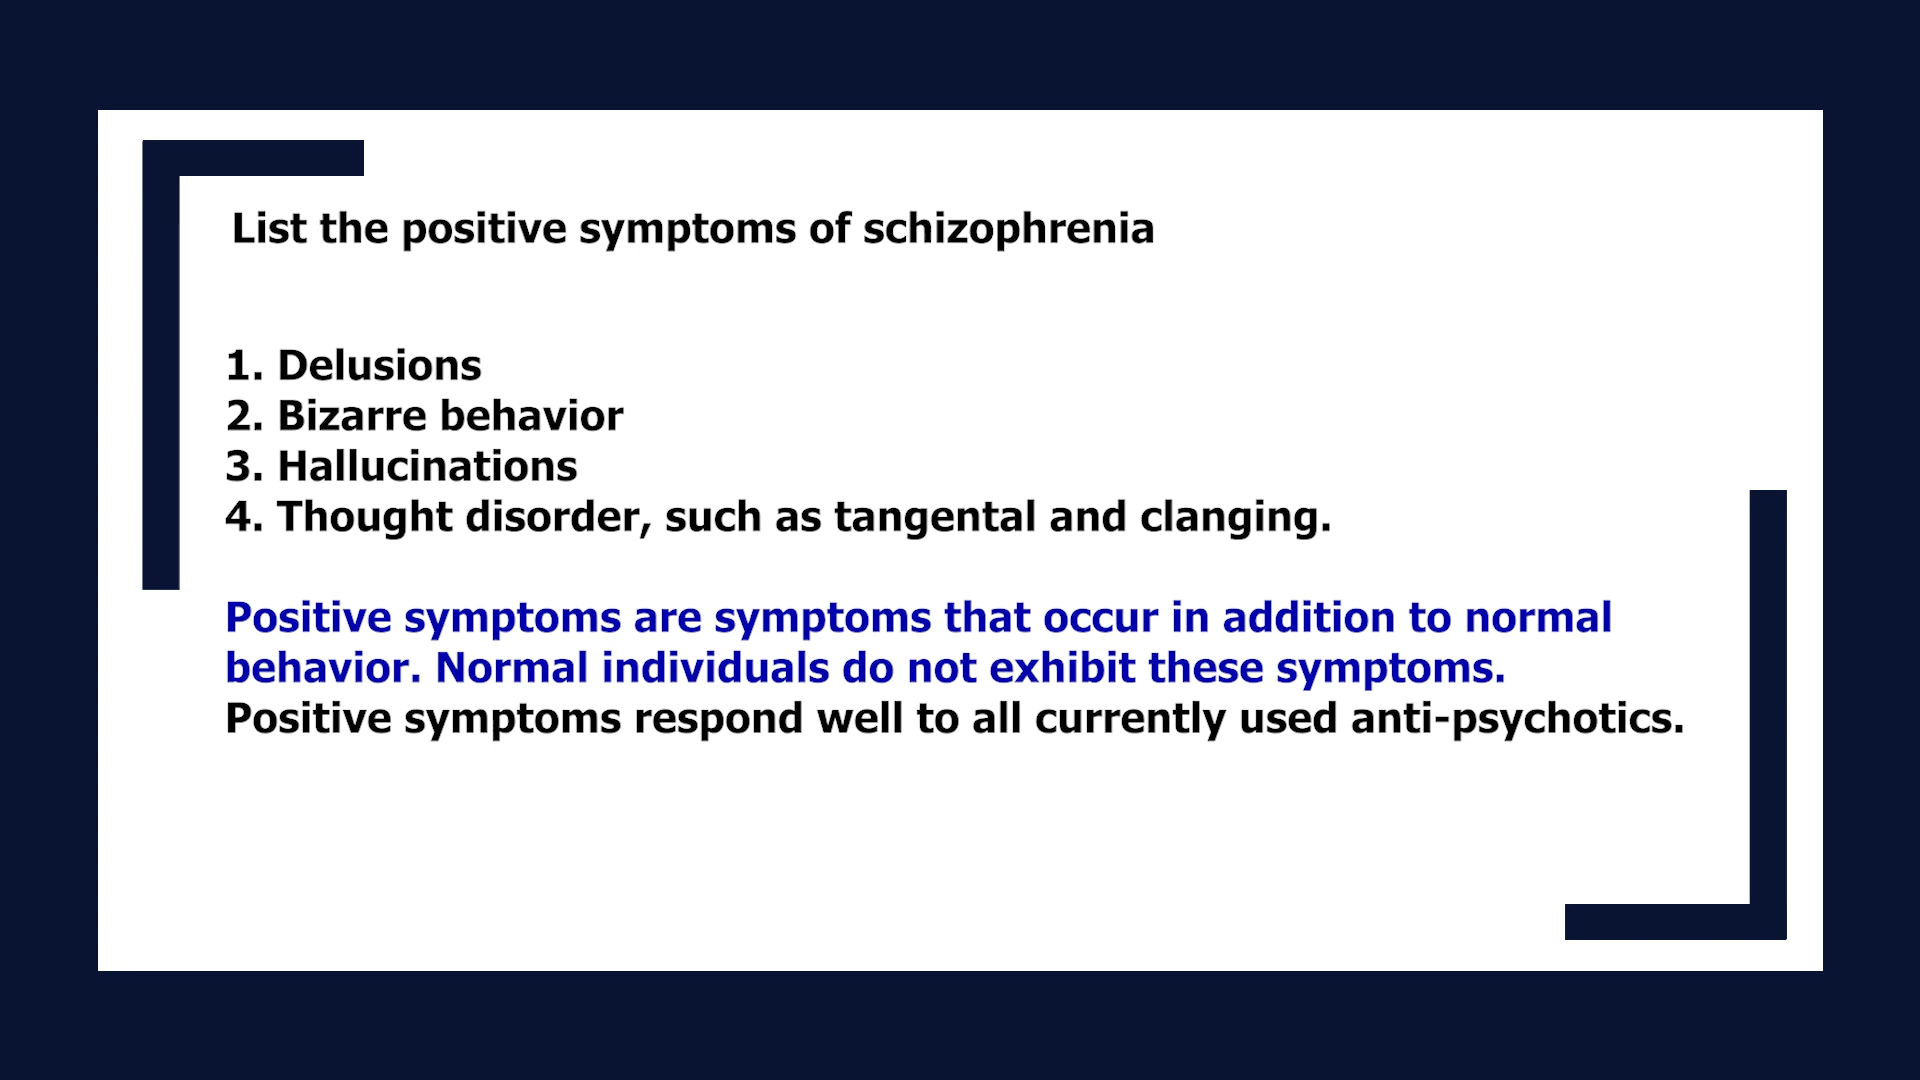 List the positive symptoms of schizophrenia
1. Delusions
2. Bizarre behavior
3. Hallucinations
4. Thought disorder, such as tangental and clanging.
Positive symptoms are symptoms that occur in addition to normal
behavior. Normal individuals do not exhibit these symptoms.
Positive symptoms respond well to all currently used anti-psychotics.